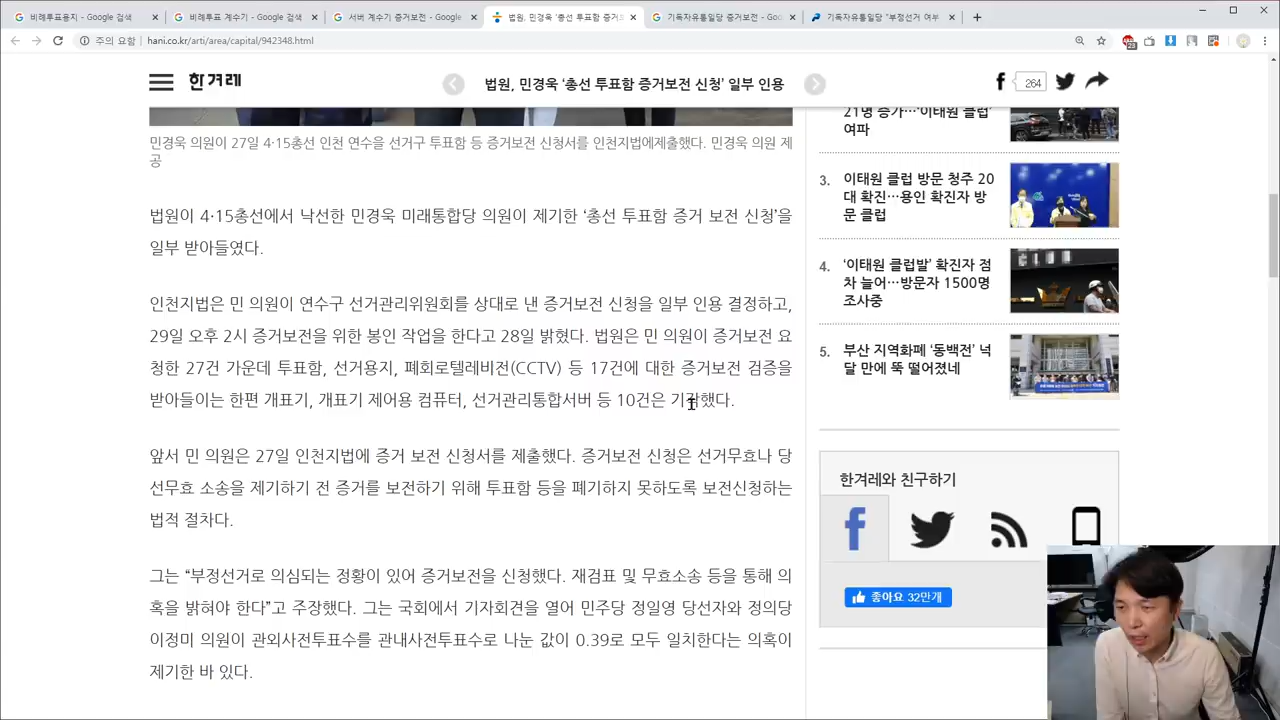 비례투표용지 - Google 검색
비례투표 계수기 - Google 검색
서버 계수기 증거보전 - Google
법원, 민경욱 '총선 투표함 증거보
기독자유통일당 증거보전 - Goo
기독자유통일당 "부정선거 여부
주의 요함 | hani.co.kr/arti/area/capital/942348.html
한겨레
법원, 민경욱 ‘총선 투표함 증거보전 신청’ 일부 인용
264
민경욱 의원이 27일 4·15총선 인천 연수을 선거구 투표함 등 증거보전 신청서를 인천지법에제출했다. 민경욱 의원 제
공
법원이 4·15총선에서 낙선한 민경욱 미래통합당 의원이 제기한 ‘총선 투표함 증거 보전 신청’을
일부 받아들였다.
인천지법은 민 의원이 연수구 선거관리위원회를 상대로 낸 증거보전 신청을 일부 인용 결정하고,
29일 오후 2시 증거보전을 위한 봉인 작업을 한다고 28일 밝혔다. 법원은 민 의원이 증거보전 요
청한 27건 가운데 투표함, 선거용지, 폐회로텔레비전(CCTV) 등 17건에 대한 증거보전 검증을
받아들이는 한편 개표기, 개표기 제어용 컴퓨터, 선거관리통합서버 등 10건은 기각했다.
앞서 민 의원은 27일 인천지법에 증거 보전 신청서를 제출했다. 증거보전 신청은 선거무효나 당
선무효 소송을 제기하기 전 증거를 보전하기 위해 투표함 등을 폐기하지 못하도록 보전신청하는
법적 절차다.
그는 “부정선거로 의심되는 정황이 있어 증거보전을 신청했다. 재검표 및 무효소송 등을 통해 의
혹을 밝혀야 한다”고 주장했다. 그는 국회에서 기자회견을 열어 민주당 정일영 당선자와 정의당
이정미 의원이 관외사전투표수를 관내사전투표수로 나눈 값이 0.39로 모두 일치한다는 의혹이
제기한 바 있다.
21명 증가…‘이태원 클럽’
여파
3.
이태원 클럽 방문 청주 20
대 확진…용인 확진자 방
문 클럽
4.
‘이태원 클럽발’ 확진자 점
차 늘어…방문자 1500명
조사중
5.
부산 지역화폐 ‘동백전’ 넉
달 만에 뚝 떨어졌네
한겨레와 친구하기
좋아요 32만개